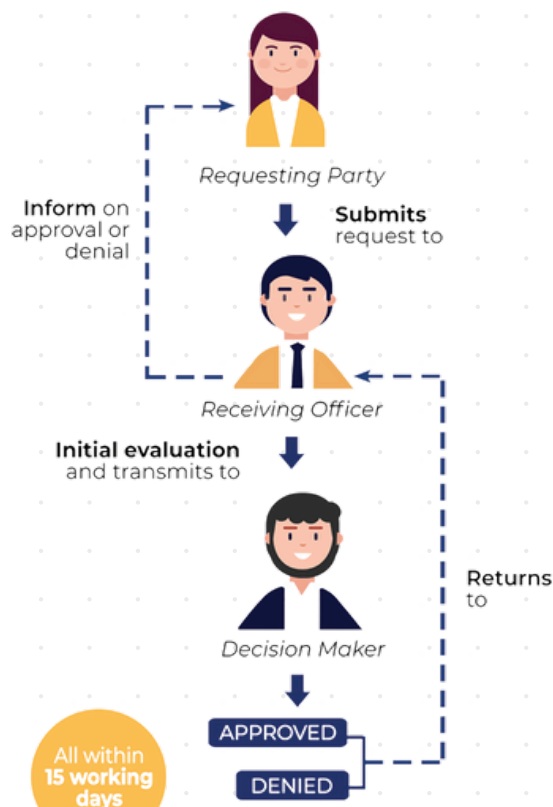 Requesting Party
Inform on
approval or
denial
Submits
request to
Receiving Officer
Initial evaluation
and transmits to
Returns
to
Decision Maker
APPROVED
DENIED
All within
15 working
days